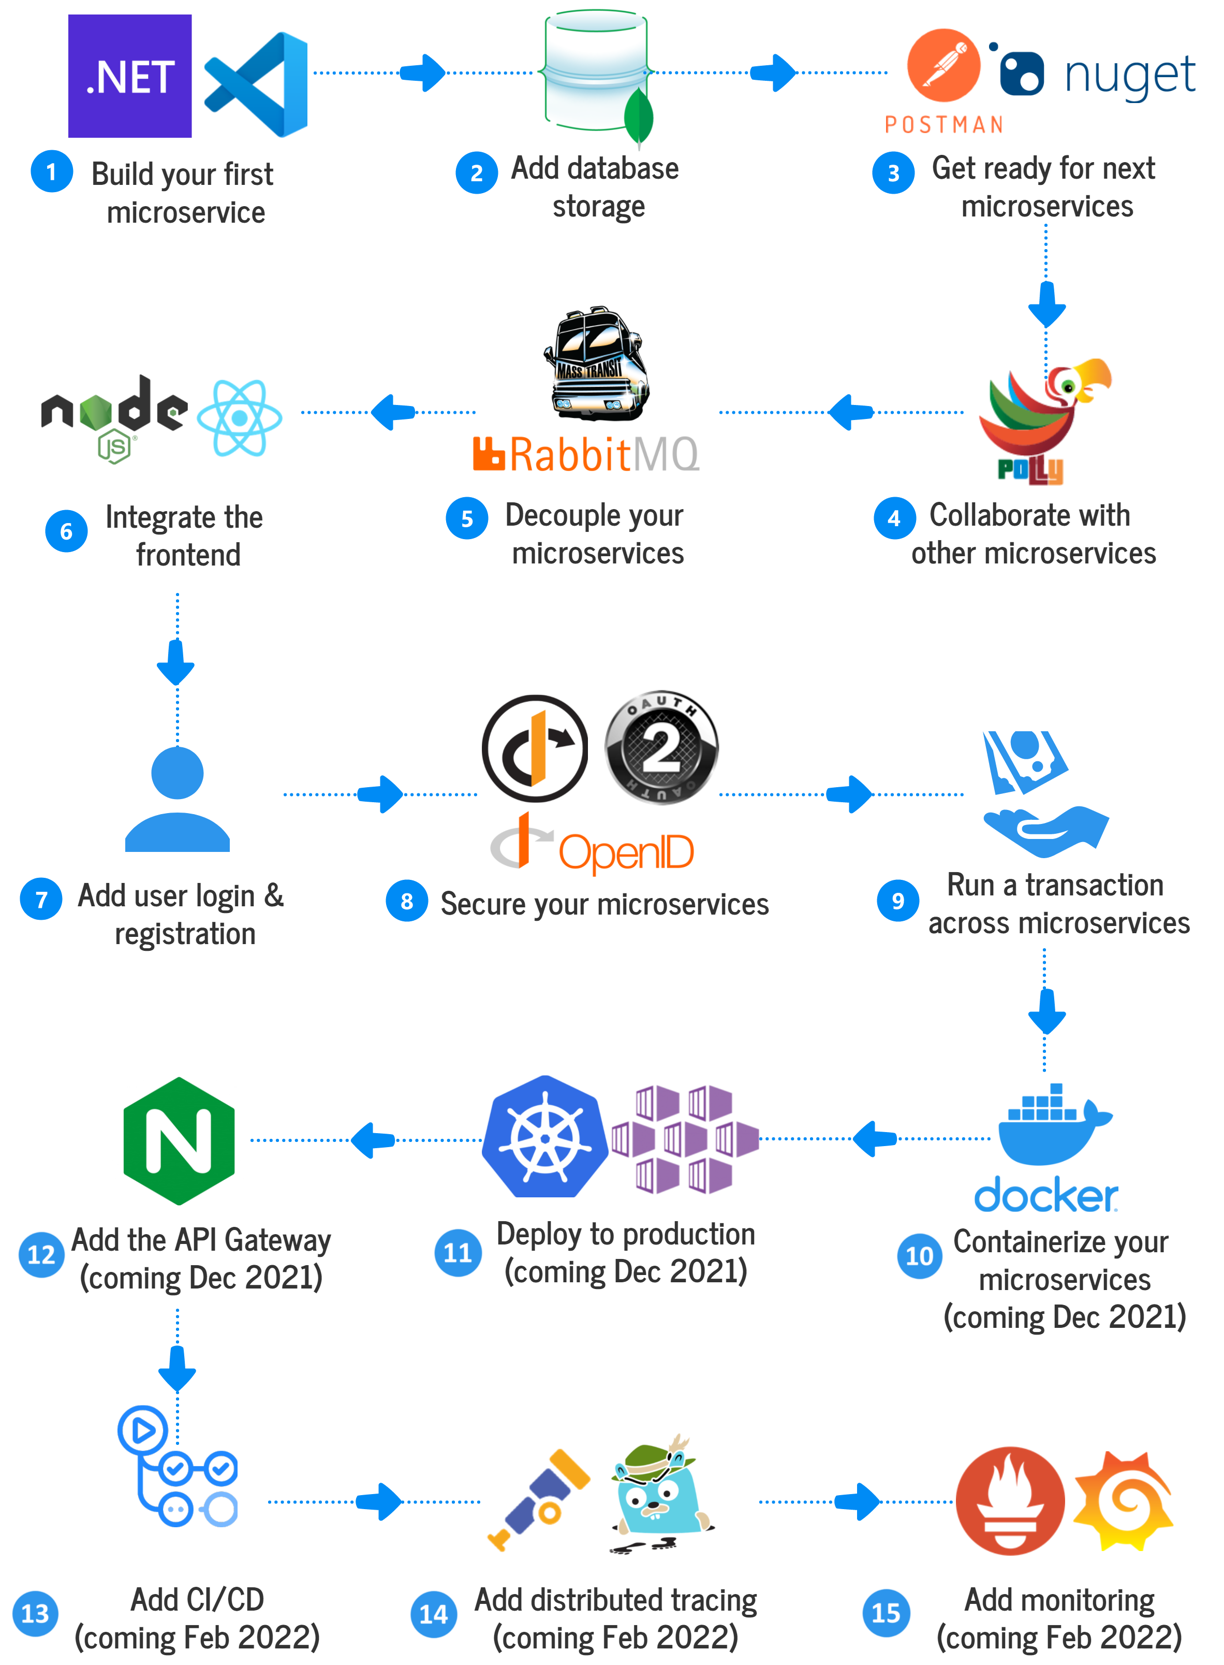 .NET
POSTMAN
nuget
1
Build your first
microservice
2
Add database
storage
3
Get ready for next
microservices
node
JS
MASS TRANSIT
RabbitMQ
POLLY
6
Integrate the
frontend
5
Decouple your
microservices
4
Collaborate with
other microservices
OAUTH
2
OAUTH
OpenID
7
Add user login &
registration
8
Secure your microservices
9
Run a transaction
across microservices
N
docker
12
Add the API Gateway
(coming Dec 2021)
11
Deploy to production
(coming Dec 2021)
10
Containerize your
microservices
(coming Dec 2021)
13
Add CI/CD
(coming Feb 2022)
14
Add distributed tracing
(coming Feb 2022)
15
Add monitoring
(coming Feb 2022)